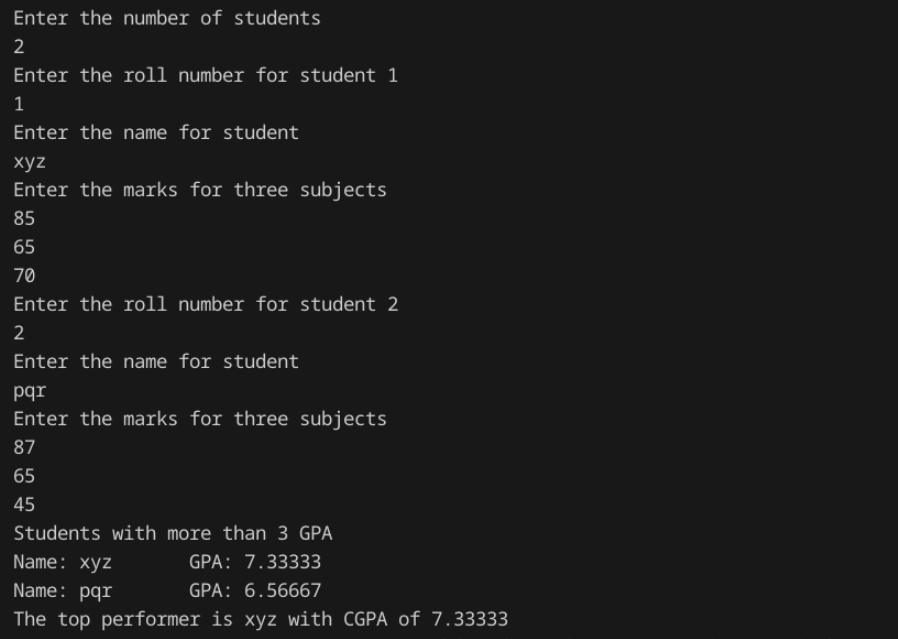 Enter the number of students
2
Enter the roll number for student 1
1
Enter the name for student
xyz
Enter the marks for three subjects
85
65
70
Enter the roll number for student 2
2
Enter the name for student
pqr
Enter the marks for three subjects
87
65
45
Students with more than 3 GPA
Name: xyz       GPA: 7.33333
Name: pqr       GPA: 6.56667
The top performer is xyz with CGPA of 7.33333